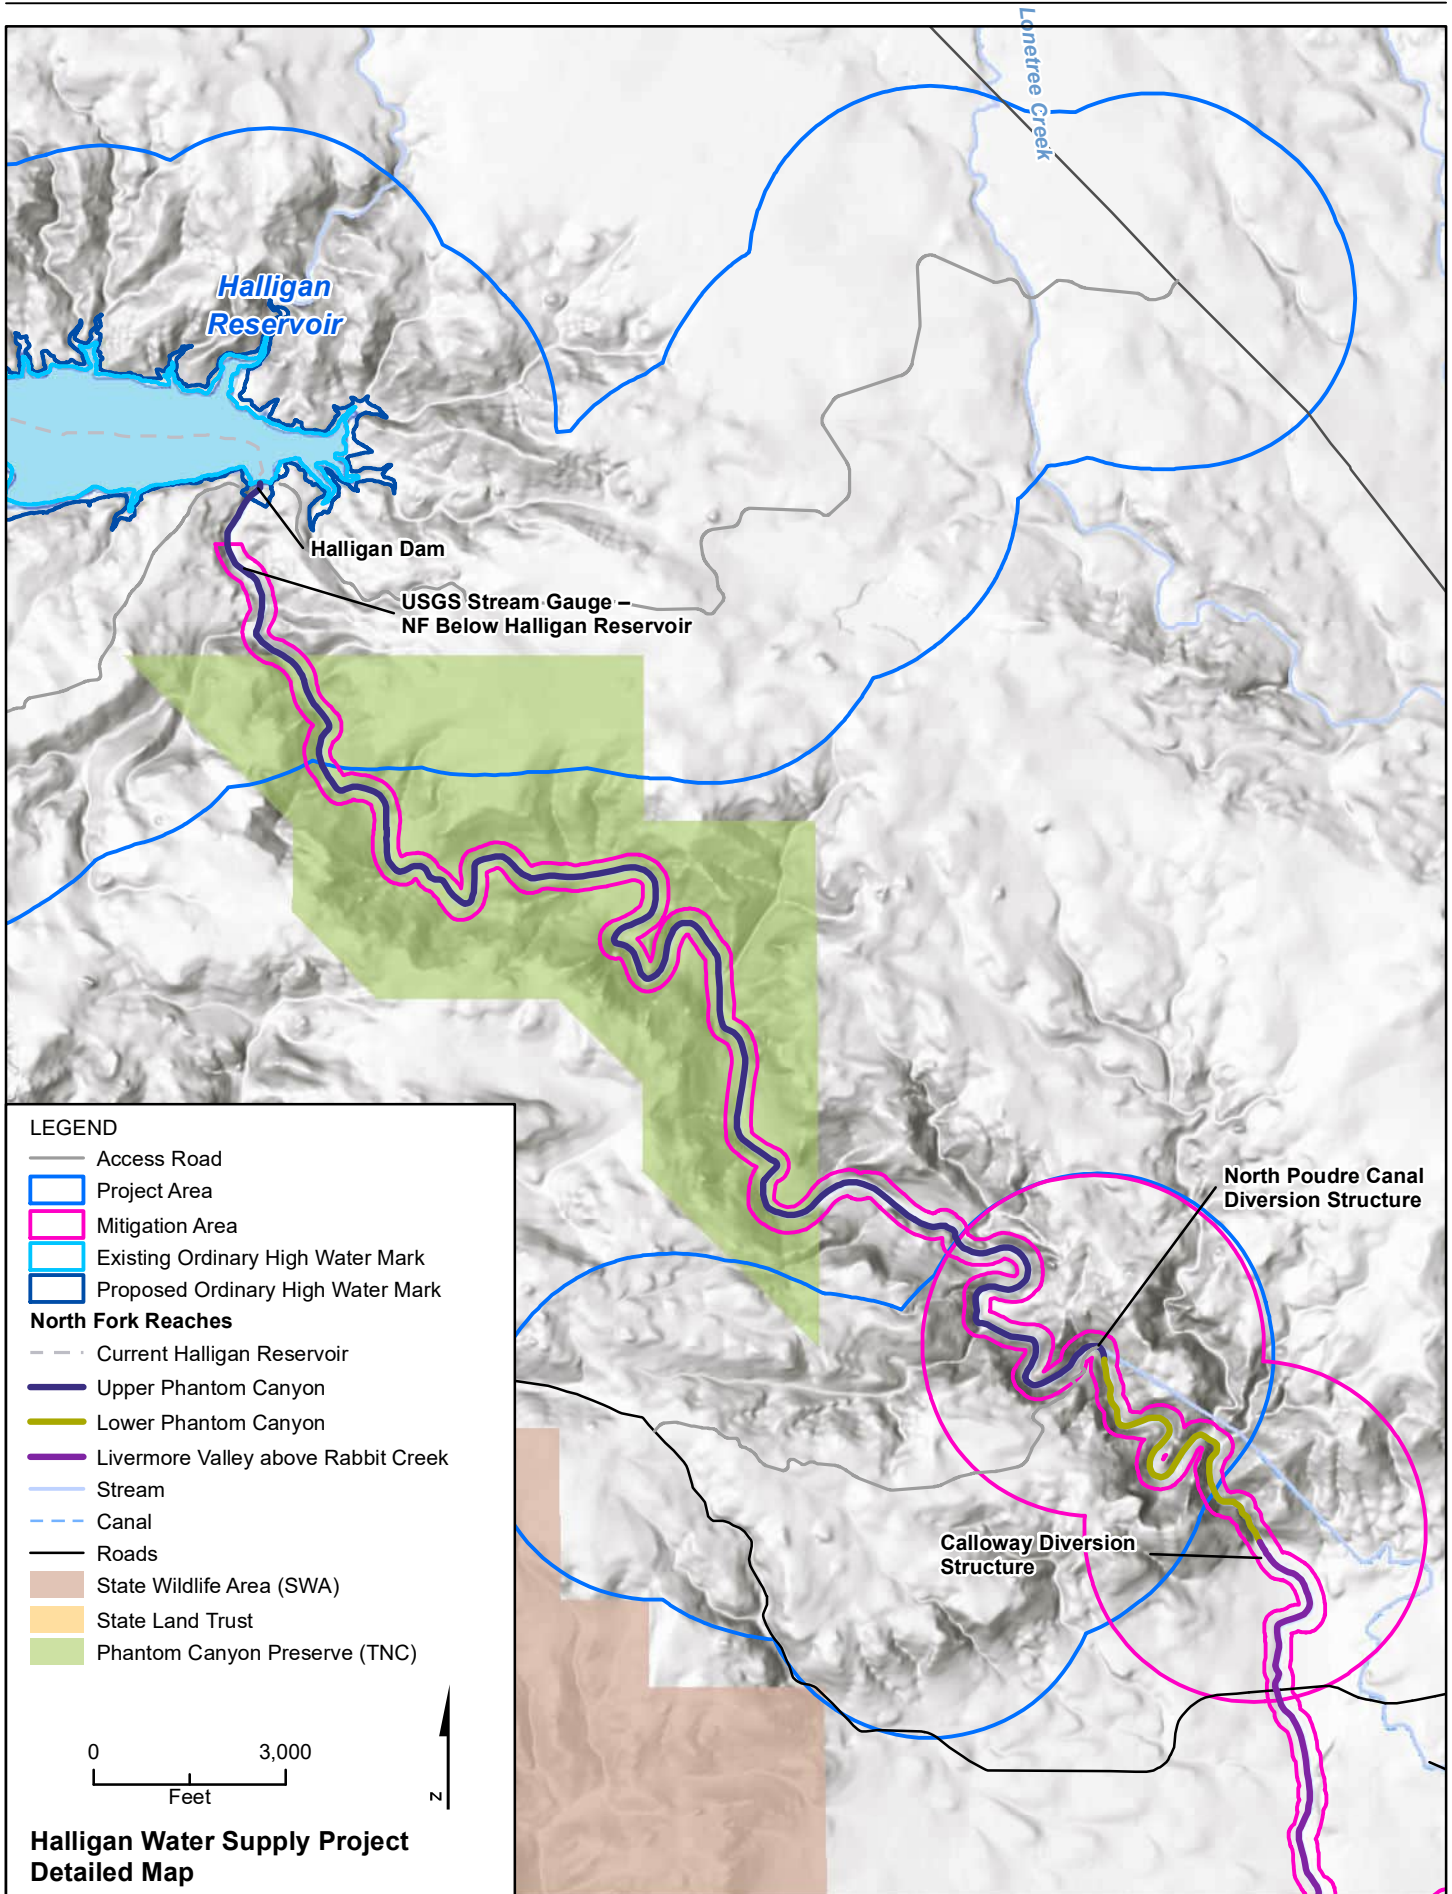 Lonetree Creek
Halligan
Reservoir
Halligan Dam
USGS Stream Gauge –
NF Below Halligan Reservoir
North Poudre Canal
Diversion Structure
Calloway Diversion
Structure
LEGEND
Access Road
Project Area
Mitigation Area
Existing Ordinary High Water Mark
Proposed Ordinary High Water Mark
North Fork Reaches
Current Halligan Reservoir
Upper Phantom Canyon
Lower Phantom Canyon
Livermore Valley above Rabbit Creek
Stream
Canal
Roads
State Wildlife Area (SWA)
State Land Trust
Phantom Canyon Preserve (TNC)
0 3,000
Feet
N
Halligan Water Supply Project
Detailed Map